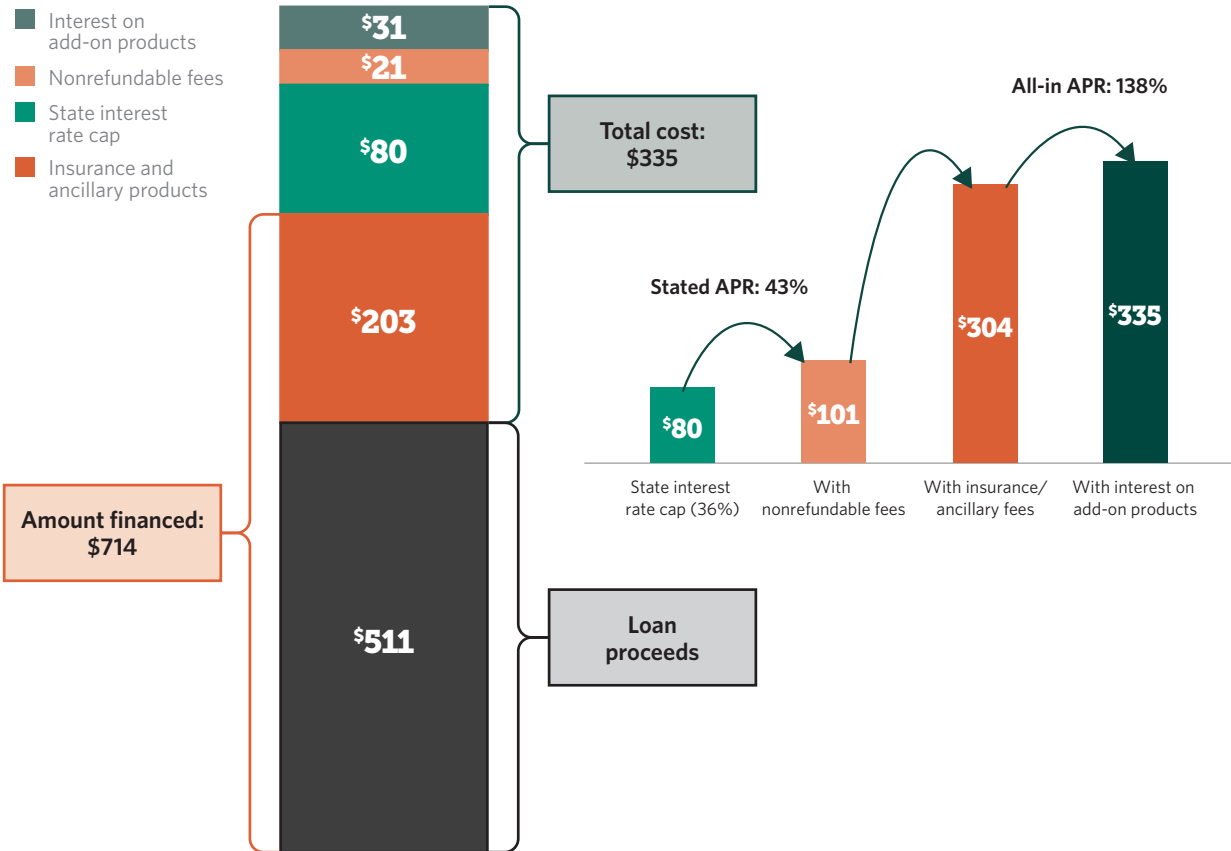 Interest on
add-on products
Nonrefundable fees
State interest
rate cap
Insurance and
ancillary products
$31
$21
$80
$203
$511
Total cost:
$335
Amount financed:
$714
Loan
proceeds
All-in APR: 138%
Stated APR: 43%
$80
$101
$304
$335
State interest
rate cap (36%)
With
nonrefundable fees
With insurance/
ancillary fees
With interest on
add-on products